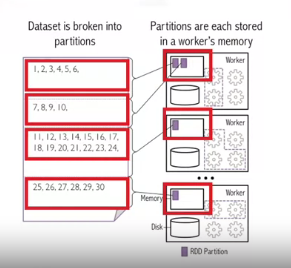 Dataset is broken into
partitions
Partitions are each stored
in a worker's memory
1, 2, 3, 4, 5, 6,
7, 8, 9, 10,
11, 12, 13, 14, 15, 16, 17,
18, 19, 20, 21, 22, 23, 24,
25, 26, 27, 28, 29, 30
Worker
Worker
Worker
Memory
Disk
RDD Partition